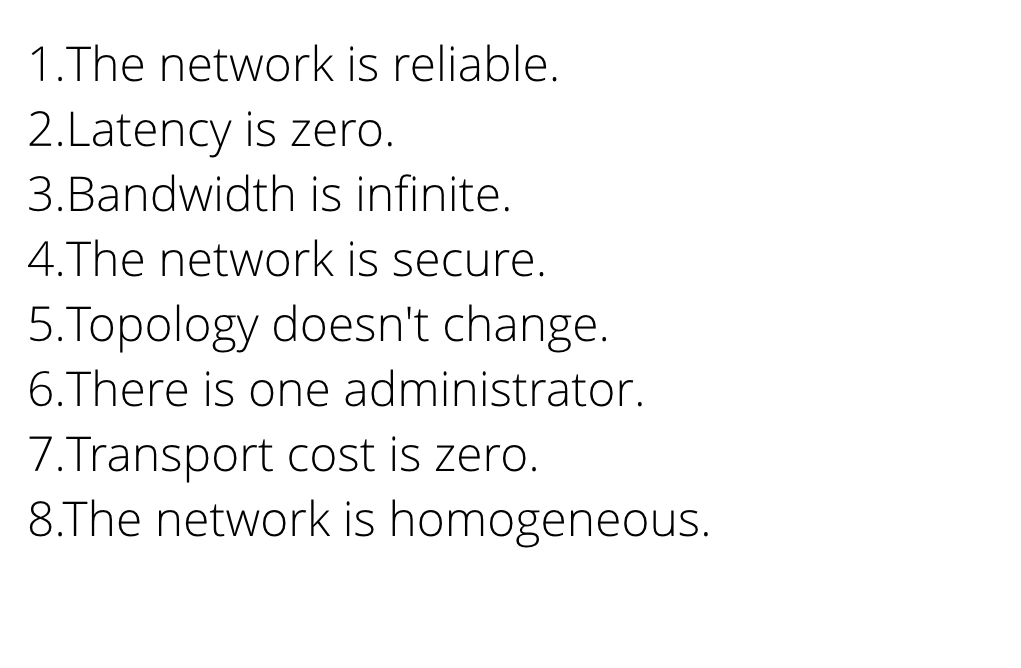 1.The network is reliable.
2.Latency is zero.
3.Bandwidth is infinite.
4.The network is secure.
5.Topology doesn't change.
6.There is one administrator.
7.Transport cost is zero.
8.The network is homogeneous.